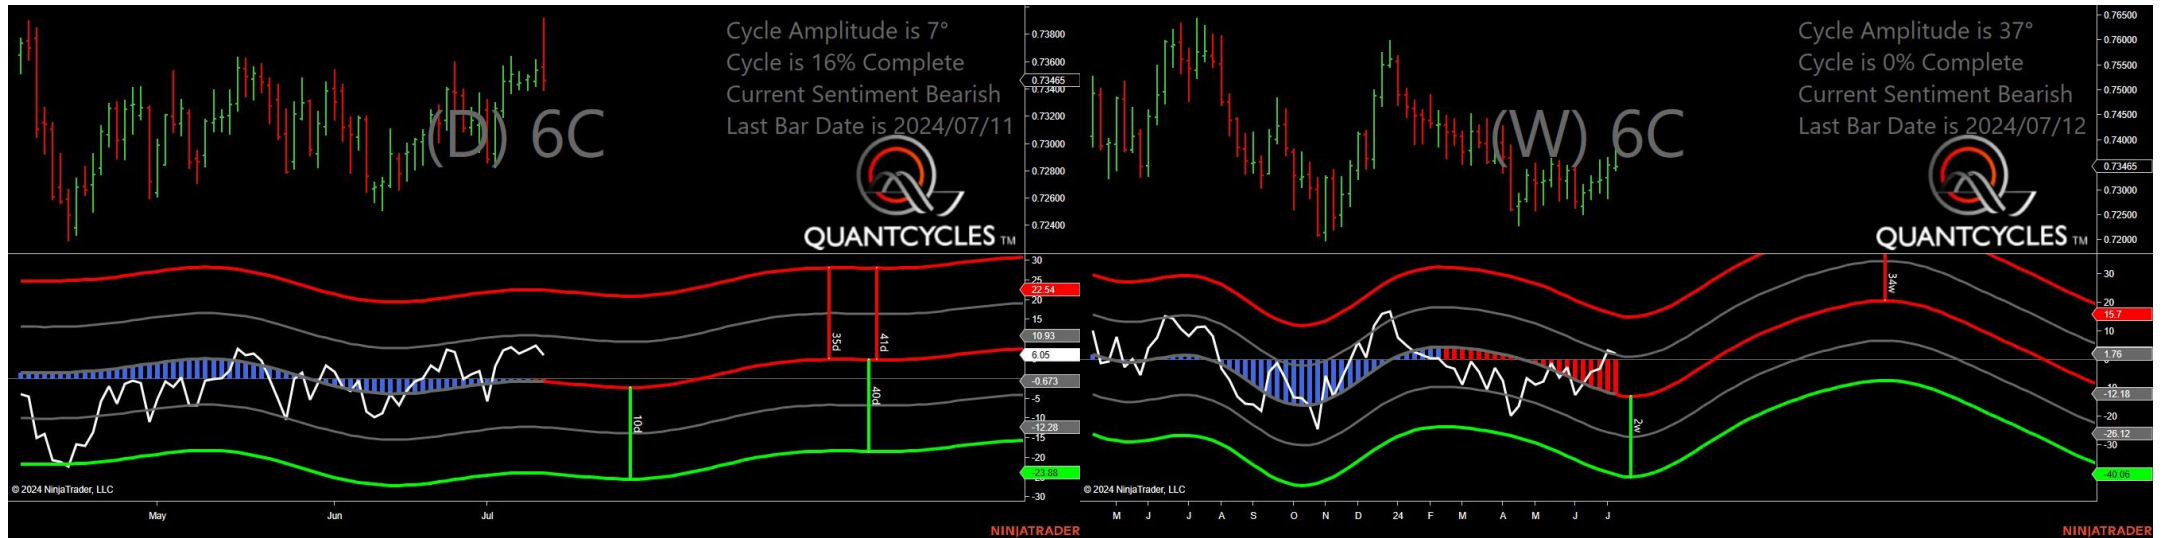 Cycle Amplitude is 7°
Cycle is 16% Complete
Current Sentiment Bearish
Last Bar Date is 2024/07/11
(D) 6C
QUANTCYCLES TM
0.73800
0.73600
0.73465
0.73400
0.73200
0.73000
0.72800
0.72600
0.72400
30
25
22.54
20
15
10.93
6.05
-0.673
-5
-10
-12.28
-15
-20
-23.88
-30
35d
41d
10d
40d
© 2024 NinjaTrader, LLC
May
Jun
Jul
NINJATRADER
Cycle Amplitude is 37°
Cycle is 0% Complete
Current Sentiment Bearish
Last Bar Date is 2024/07/12
(W) 6C
QUANTCYCLES TM
0.76500
0.76000
0.75500
0.75000
0.74500
0.74000
0.73465
0.73000
0.72500
0.72000
30
20
15.7
10
1.76
-12.18
-20
-26.12
-30
-40.06
34w
2w
© 2024 NinjaTrader, LLC
M J J A S O N D 24 F M A M J J
NINJATRADER